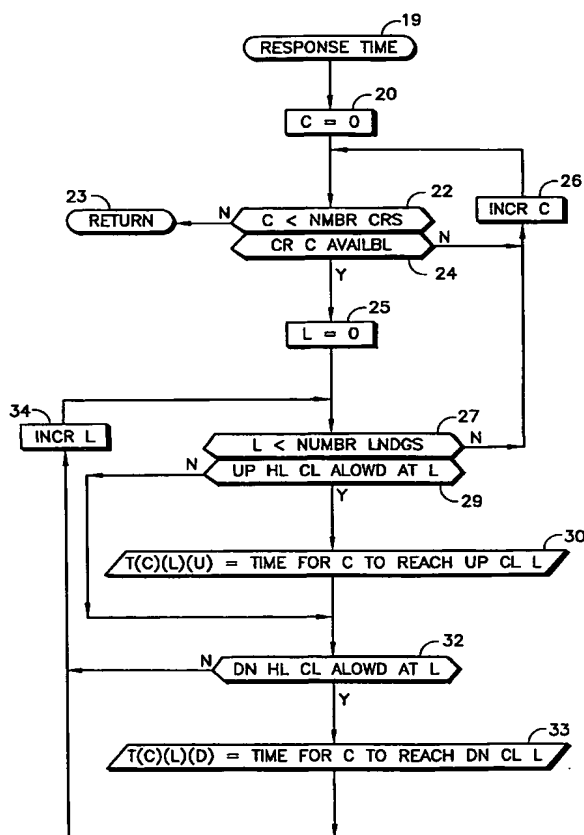 19
RESPONSE TIME
20
C = 0
23
RETURN
N
22
C < NMBR CRS
26
INCR C
CR C AVAILBL
N
24
Y
25
L = 0
34
INCR L
27
L < NUMBR LNDGS
N
N
UP HL CL ALOWD AT L
29
Y
30
T(C)(L)(U) = TIME FOR C TO REACH UP CL L
32
N
DN HL CL ALOWD AT L
Y
33
T(C)(L)(D) = TIME FOR C TO REACH DN CL L